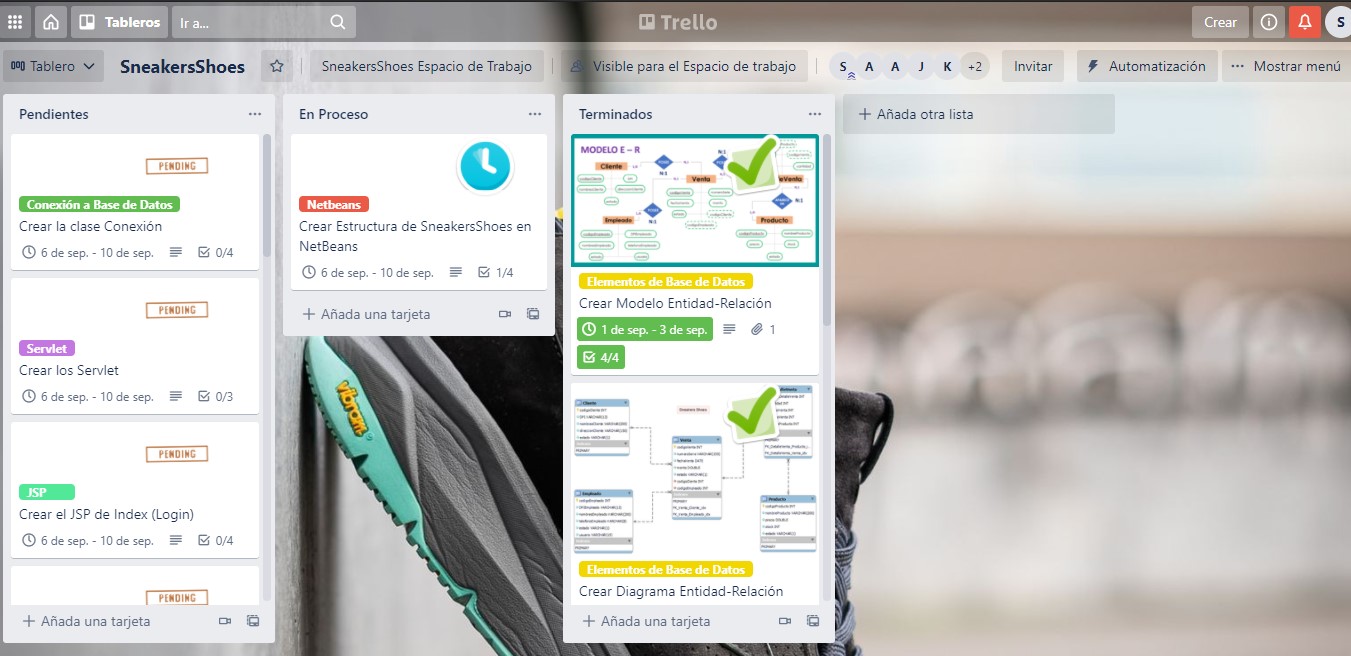 Tableros
Ir a...
Trello
Crear
S
Tablero
SneakersShoes
SneakersShoes Espacio de Trabajo
Visible para el Espacio de trabajo
S A A J K +2
Invitar
Automatización
Mostrar menú
Pendientes
PENDING
Conexión a Base de Datos
Crear la clase Conexión
6 de sep. - 10 de sep.
0/4
PENDING
Servlet
Crear los Servlet
6 de sep. - 10 de sep.
0/3
PENDING
JSP
Crear el JSP de Index (Login)
6 de sep. - 10 de sep.
0/4
PENDING
Añada una tarjeta
En Proceso
Netbeans
Crear Estructura de SneakersShoes en
NetBeans
6 de sep. - 10 de sep.
1/4
Añada una tarjeta
Terminados
MODELO E – R
Cliente
N:1
N:1
Venta
Empleado
Producto
Elementos de Base de Datos
Crear Modelo Entidad-Relación
1 de sep. - 3 de sep.
1
4/4
Cliente
Venta
Empleado
Producto
Elementos de Base de Datos
Crear Diagrama Entidad-Relación
Añada una tarjeta
Añada otra lista
vibram